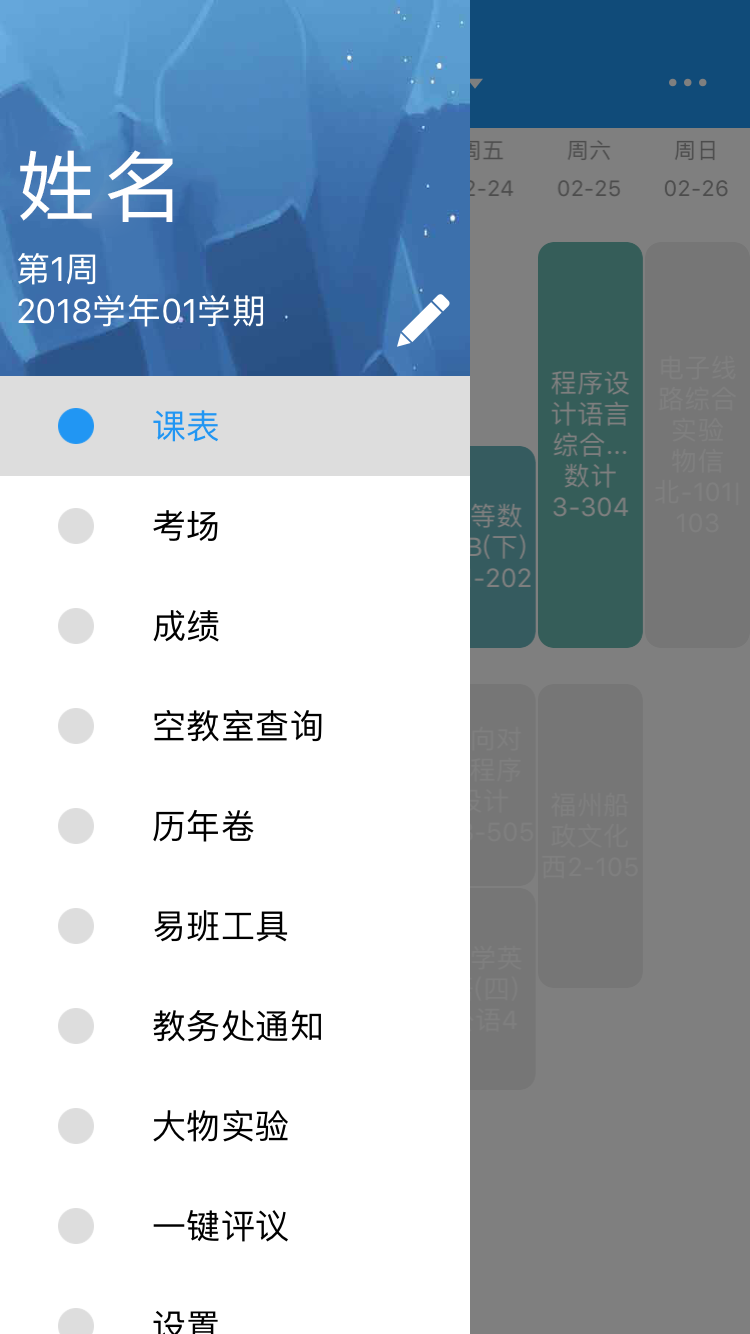 姓名
第1周
2018学年01学期
课表
考场
成绩
空教室查询
历年卷
易班工具
教务处通知
大物实验
一键评议
设置
周五
周六
周日
2-24
02-25
02-26
等数
B(下)
-202
程序设
计语言
综合...
数计
3-304
电子线
路综合
实验
物信
北-101|
103
向对
程序
设计
-505
福州船
政文化
西2-105
学英
(四)
语4